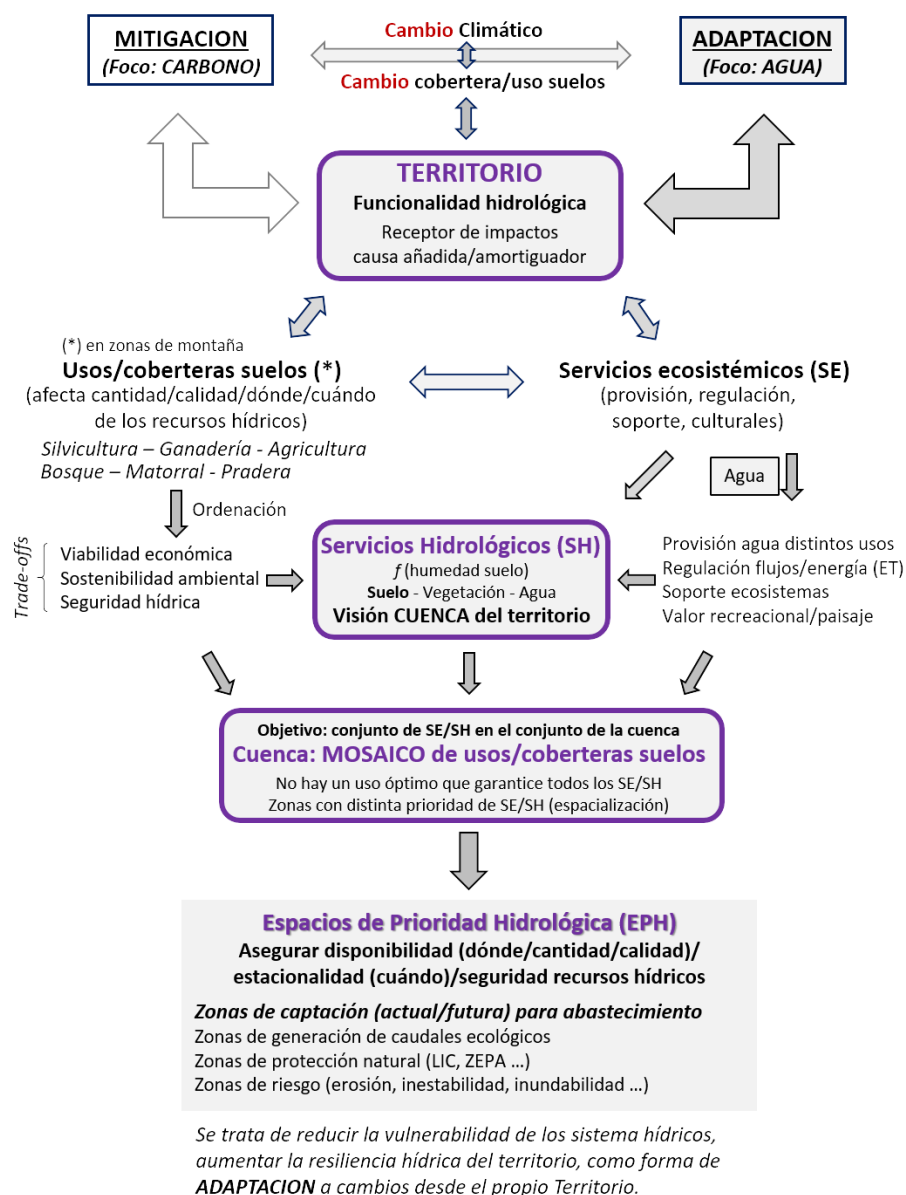 MITIGACION
(Foco: CARBONO)
Cambio Climático
Cambio cobertera/uso suelos
ADAPTACION
(Foco: AGUA)
TERRITORIO
Funcionalidad hidrológica
Receptor de impactos
causa añadida/amortiguador
(*) en zonas de montaña
Usos/coberteras suelos (*)
(afecta cantidad/calidad/dónde/cuándo
de los recursos hídricos)
Silvicultura – Ganadería - Agricultura
Bosque – Matorral - Pradera
Servicios ecosistémicos (SE)
(provisión, regulación,
soporte, culturales)
Agua
Ordenación
Trade-offs
Viabilidad económica
Sostenibilidad ambiental
Seguridad hídrica
Servicios Hidrológicos (SH)
f (humedad suelo)
Suelo - Vegetación - Agua
Visión CUENCA del territorio
Provisión agua distintos usos
Regulación flujos/energía (ET)
Soporte ecosistemas
Valor recreacional/paisaje
Objetivo: conjunto de SE/SH en el conjunto de la cuenca
Cuenca: MOSAICO de usos/coberteras suelos
No hay un uso óptimo que garantice todos los SE/SH
Zonas con distinta prioridad de SE/SH (espacialización)
Espacios de Prioridad Hidrológica (EPH)
Asegurar disponibilidad (dónde/cantidad/calidad)/
estacionalidad (cuándo)/seguridad recursos hídricos
Zonas de captación (actual/futura) para abastecimiento
Zonas de generación de caudales ecológicos
Zonas de protección natural (LIC, ZEPA ...)
Zonas de riesgo (erosión, inestabilidad, inundabilidad ...)
Se trata de reducir la vulnerabilidad de los sistema hídricos,
aumentar la resiliencia hídrica del territorio, como forma de
ADAPTACION a cambios desde el propio Territorio.